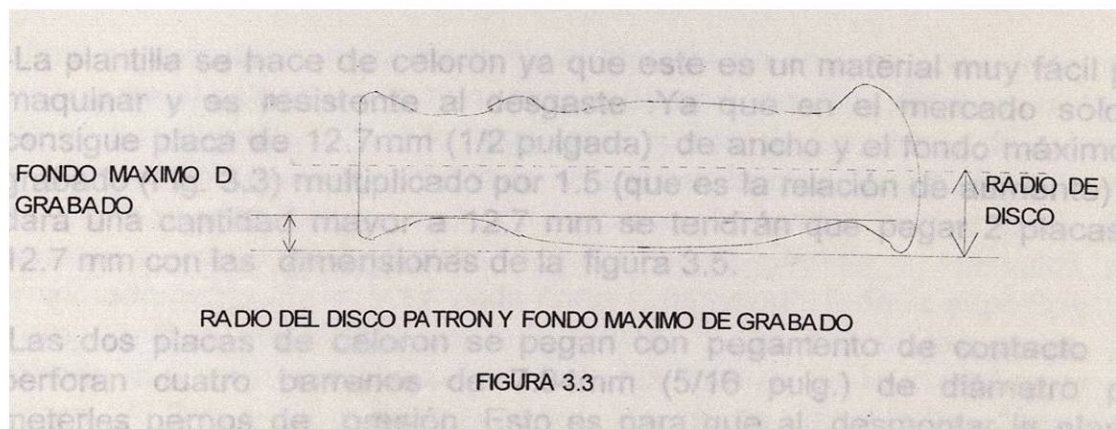 La plantilla se hace de celoron ya que este es un material muy fácil
maquinar y es resistente al desgaste .Ya que en el mercado solo
consigue placa de 12.7mm (1/2 pulgada) de ancho y el fondo máximo
FONDO MAXIMO D
grabado (Fig. 3.3) multiplicado por 1.5 (que es la relación de aumento)
RADIO DE
GRABADO
DISCO
dara una cantidad mayor a 12.7 mm se tendrán que pegar 2 placas
12.7 mm con las dimensiones de la figura 3.5.
RADIO DEL DISCO PATRON Y FONDO MAXIMO DE GRABADO
Las dos placas de celoron se pegan con pegamento de contacto
perforan cuatro barrenos de (5/16 pulg.) de diámetro p
FIGURA 3.3
meterles pernos de presión. Esto es para que al desmontar la